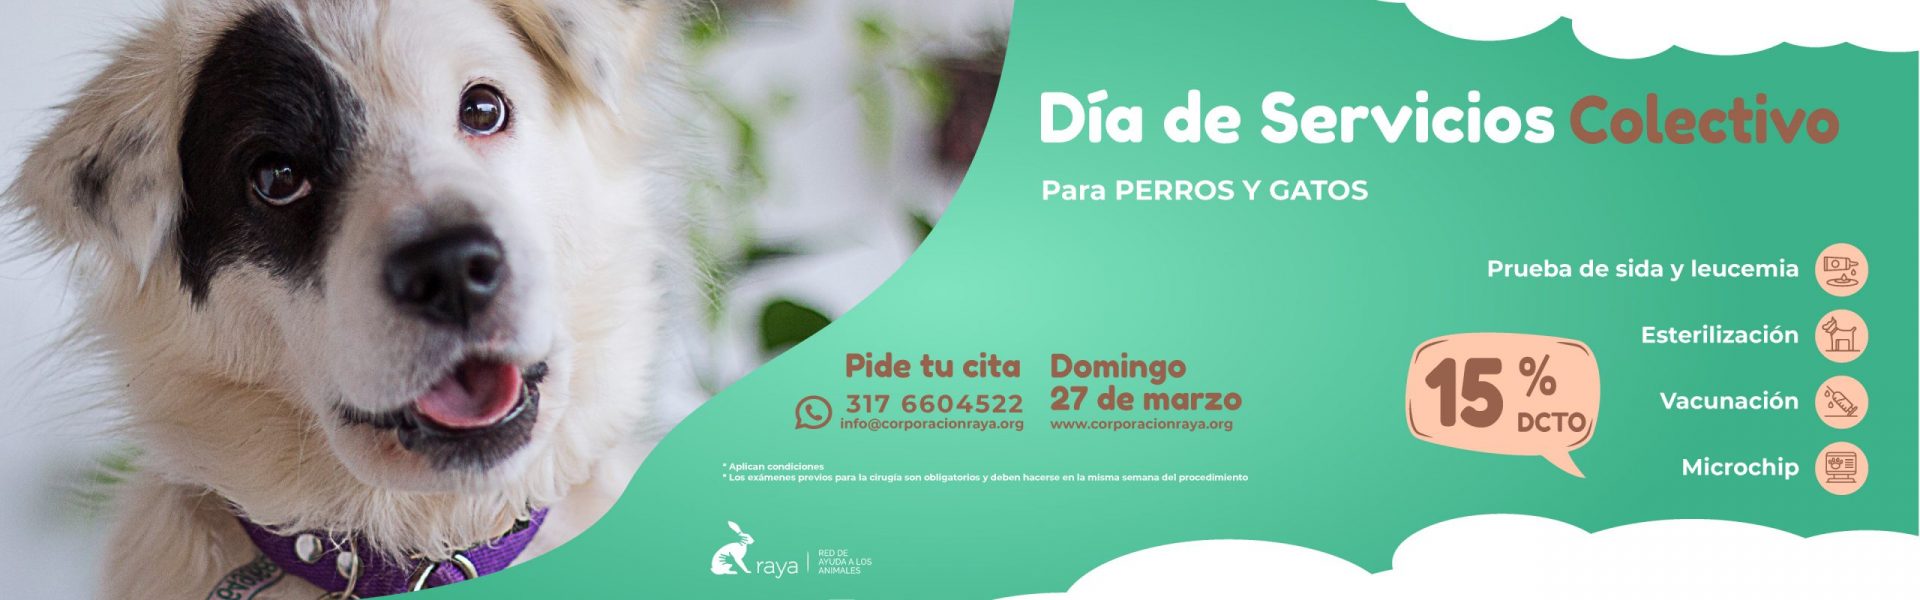 Día de Servicios Colectivo
Para PERROS Y GATOS
Prueba de sida y leucemia
Esterilización
Vacunación
Microchip
15 % DCTO
Pide tu cita
317 6604522
info@corporacionraya.org
Domingo
27 de marzo
www.corporacionraya.org
* Aplican condiciones
* Los exámenes previos para la cirugía son obligatorios y deben hacerse en la misma semana del procedimiento
raya
RED DE
AYUDA A LOS
ANIMALES